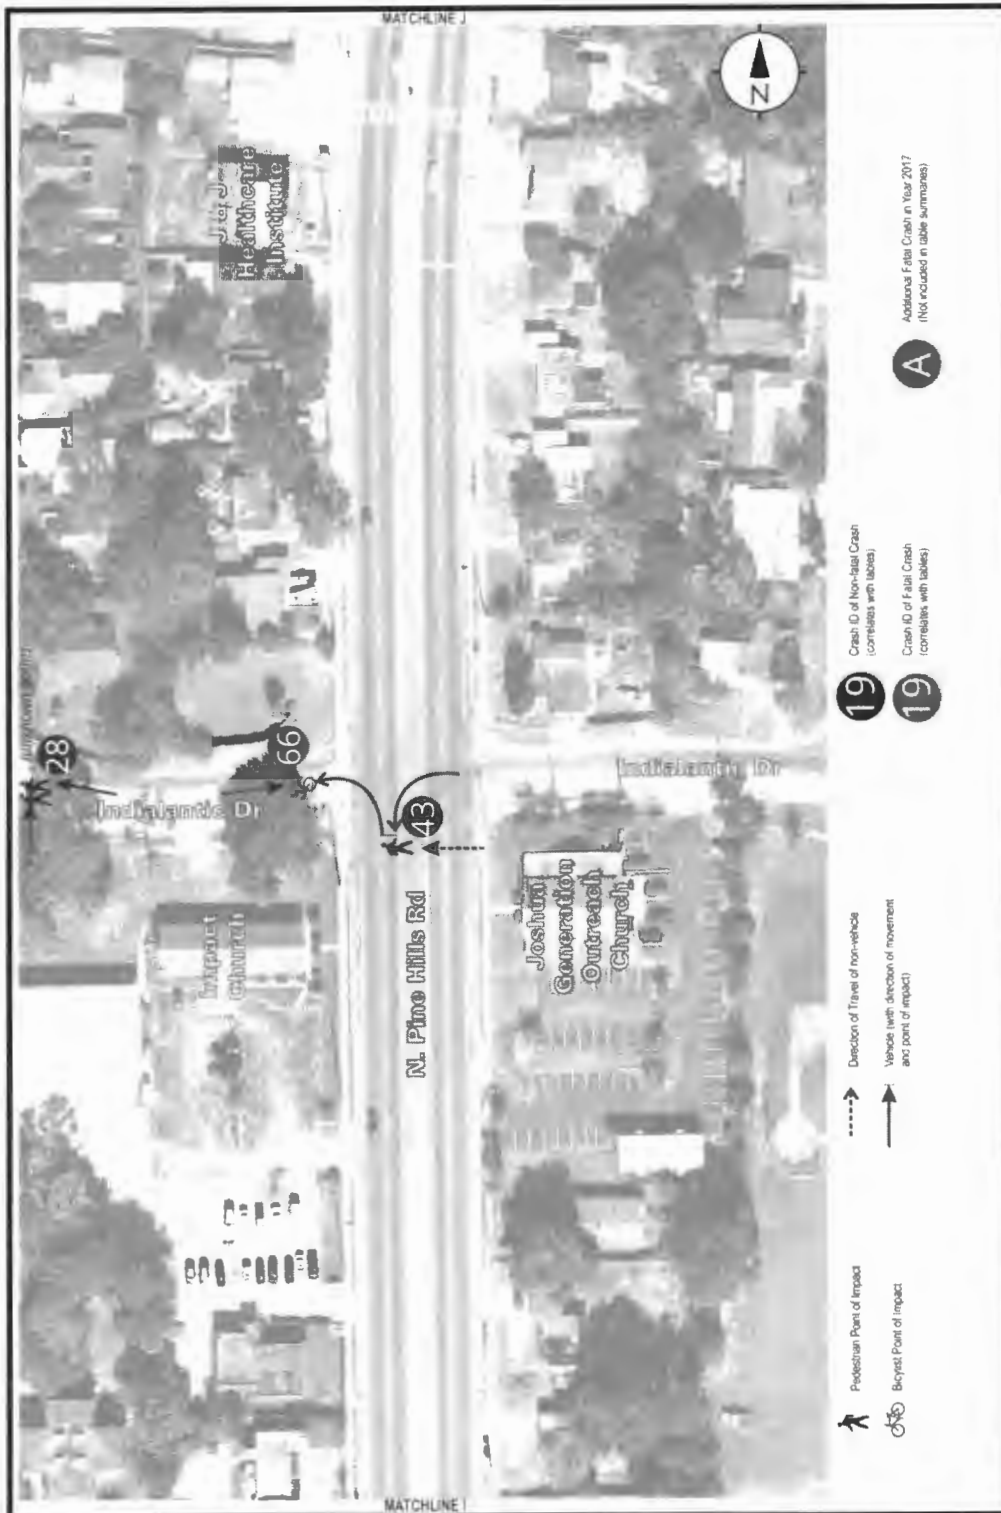 MATCHLINE J
N
Healthcare
Institute
28
66
Indialantic Dr
Indialantic Dr
43
Impact
Church
N. Pine Hills Rd
Joshua
Generation
Outreach
Church
MATCHLINE I
Pedestrian Point of Impact
Bicyclist Point of Impact
Direction of Travel of non-vehicle
Vehicle (with direction of movement
and point of impact)
19
Crash ID of Non-fatal Crash
(correlates with tables)
19
Crash ID of Fatal Crash
(correlates with tables)
A
Additional Fatal Crash in Year 2017
(Not included in table summaries)